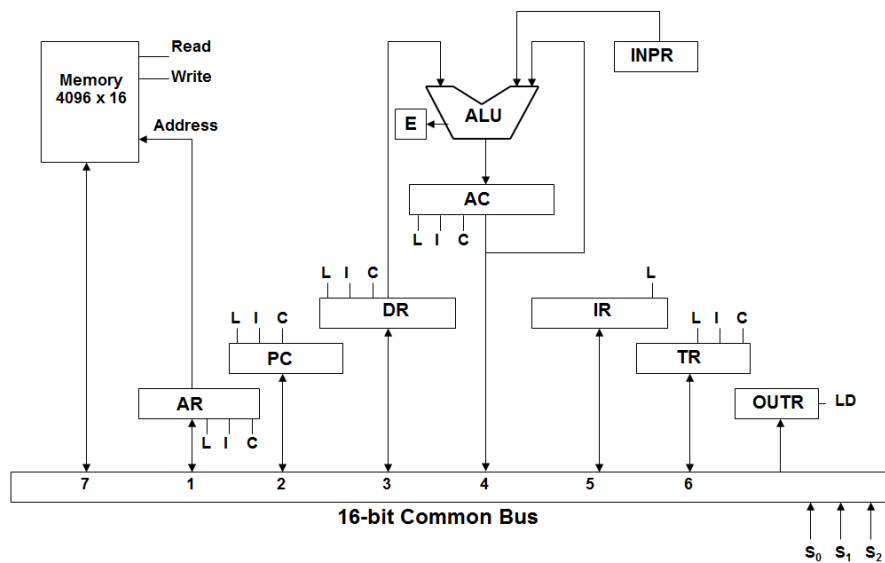 Read
INPR
Memory
4096 x 16
Write
Address
E
ALU
AC
L I C
L I C
DR
L
IR
L I C
PC
L I C
TR
AR
L I C
OUTR
LD
7 1 2 3 4 5 6
16-bit Common Bus
S₀ S₁ S₂